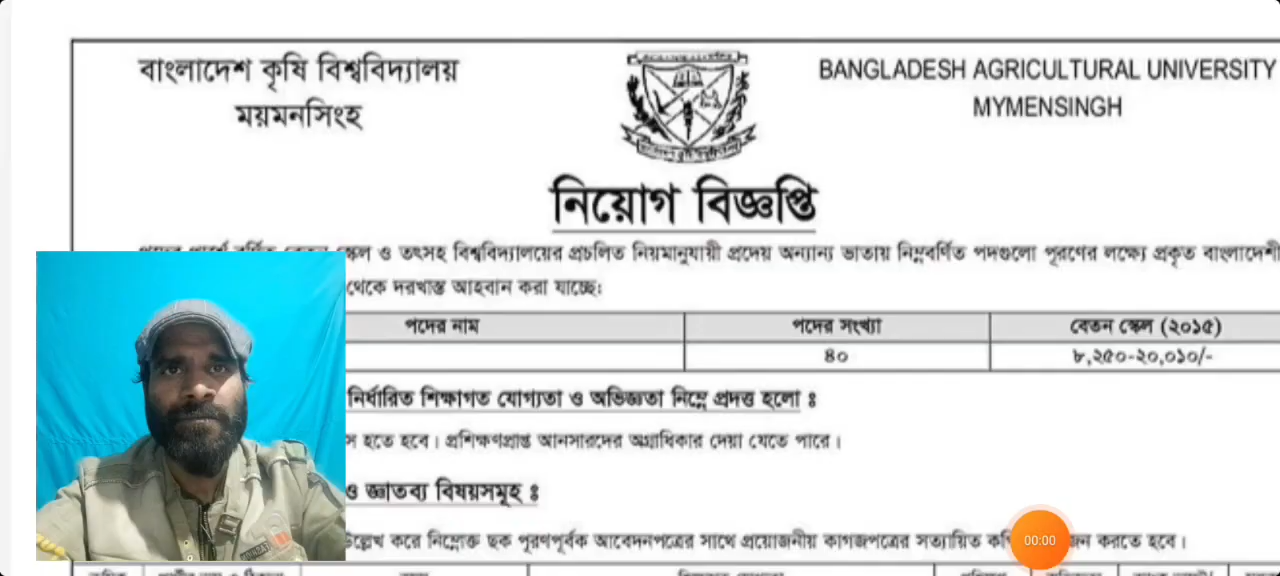 বাংলাদেশ কৃষি বিশ্ববিদ্যালয়
ময়মনসিংহ
BANGLADESH AGRICULTURAL UNIVERSITY
MYMENSINGH
নিয়োগ বিজ্ঞপ্তি
স্কেল ও তৎসহ বিশ্ববিদ্যালয়ের প্রচলিত নিয়মানুযায়ী প্রদেয় অন্যান্য ভাতায় নিম্নবর্ণিত পদগুলো পূরণের লক্ষ্যে প্রকৃত বাংলাদেশী
থেকে দরখাস্ত আহবান করা যাচ্ছে:
পদের নাম পদের সংখ্যা বেতন স্কেল (২০১৫)
৪০ ৮,২৫০-২০,০১০/-
নির্ধারিত শিক্ষাগত যোগ্যতা ও অভিজ্ঞতা নিম্নে প্রদত্ত হলো ঃ
স হতে হবে। প্রশিক্ষণপ্রাপ্ত আনসারদের অগ্রাধিকার দেয়া যেতে পারে।
ও জ্ঞাতব্য বিষয়সমূহ ঃ
উল্লেখ করে নিম্নোক্ত ছক পূরণপূর্বক আবেদনপত্রের সাথে প্রয়োজনীয় কাগজপত্রের সত্যায়িত করতে হবে।
00:00